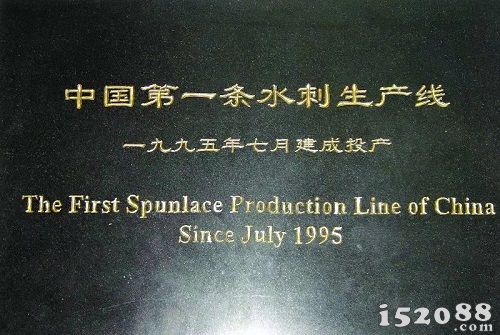 中国第一条水刺生产线
一九九五年七月建成投产
The First Spunlace Production Line of China
Since July 1995
i52088
.com